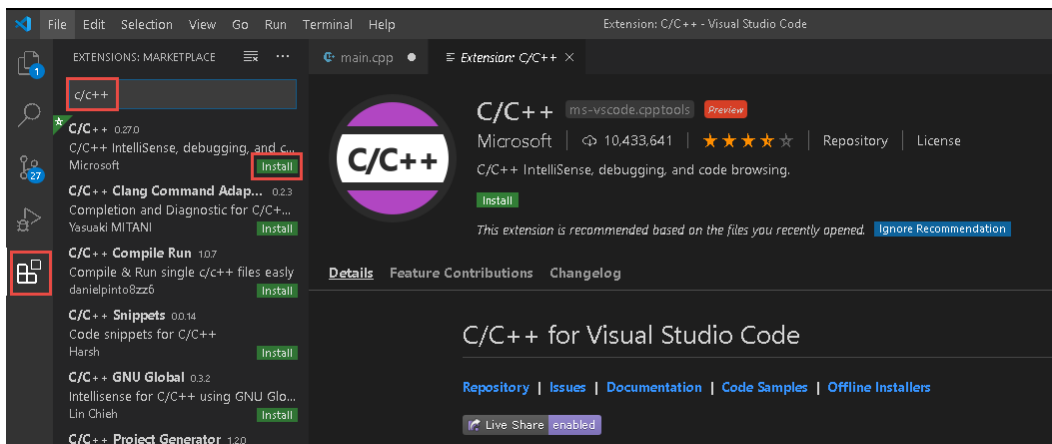 File Edit Selection View Go Run Terminal Help Extension: C/C++ - Visual Studio Code
EXTENSIONS: MARKETPLACE
main.cpp
Extension: C/C++
1
27
c/c++
C/C++ 0.27.0
C/C++ IntelliSense, debugging, and c...
Microsoft Install
C/C++ Clang Command Adap... 0.2.3
Completion and Diagnostic for C/C+...
Yasuaki MITANI Install
C/C++ Compile Run 1.0.7
Compile & Run single c/c++ files easly
danielpinto8zz6 Install
C/C++ Snippets 0.0.14
Code snippets for C/C++
Harsh Install
C/C++ GNU Global 0.3.2
Intellisense for C/C++ using GNU Glo...
Lin Chieh Install
C/C++ Project Generator 1.2.0
C/C++
C/C++ ms-vscode.cpptools Preview
Microsoft 10,433,641 Repository License
C/C++ IntelliSense, debugging, and code browsing.
Install
This extension is recommended based on the files you recently opened. Ignore Recommendation
Details Feature Contributions Changelog
C/C++ for Visual Studio Code
Repository | Issues | Documentation | Code Samples | Offline Installers
Live Share enabled